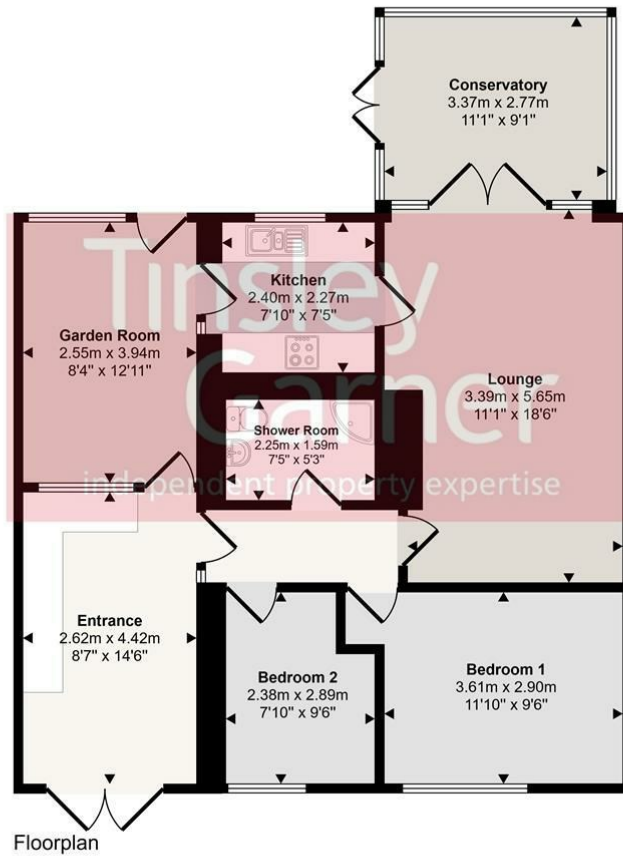 Conservatory
3.37m x 2.77m
11'1" x 9'1"
Tinsley
Garner
independent property expertise
Kitchen
2.40m x 2.27m
7'10" x 7'5"
Garden Room
2.55m x 3.94m
8'4" x 12'11"
Lounge
3.39m x 5.65m
11'1" x 18'6"
Shower Room
2.25m x 1.59m
7'5" x 5'3"
Entrance
2.62m x 4.42m
8'7" x 14'6"
Bedroom 2
2.38m x 2.89m
7'10" x 9'6"
Bedroom 1
3.61m x 2.90m
11'10" x 9'6"
Floorplan